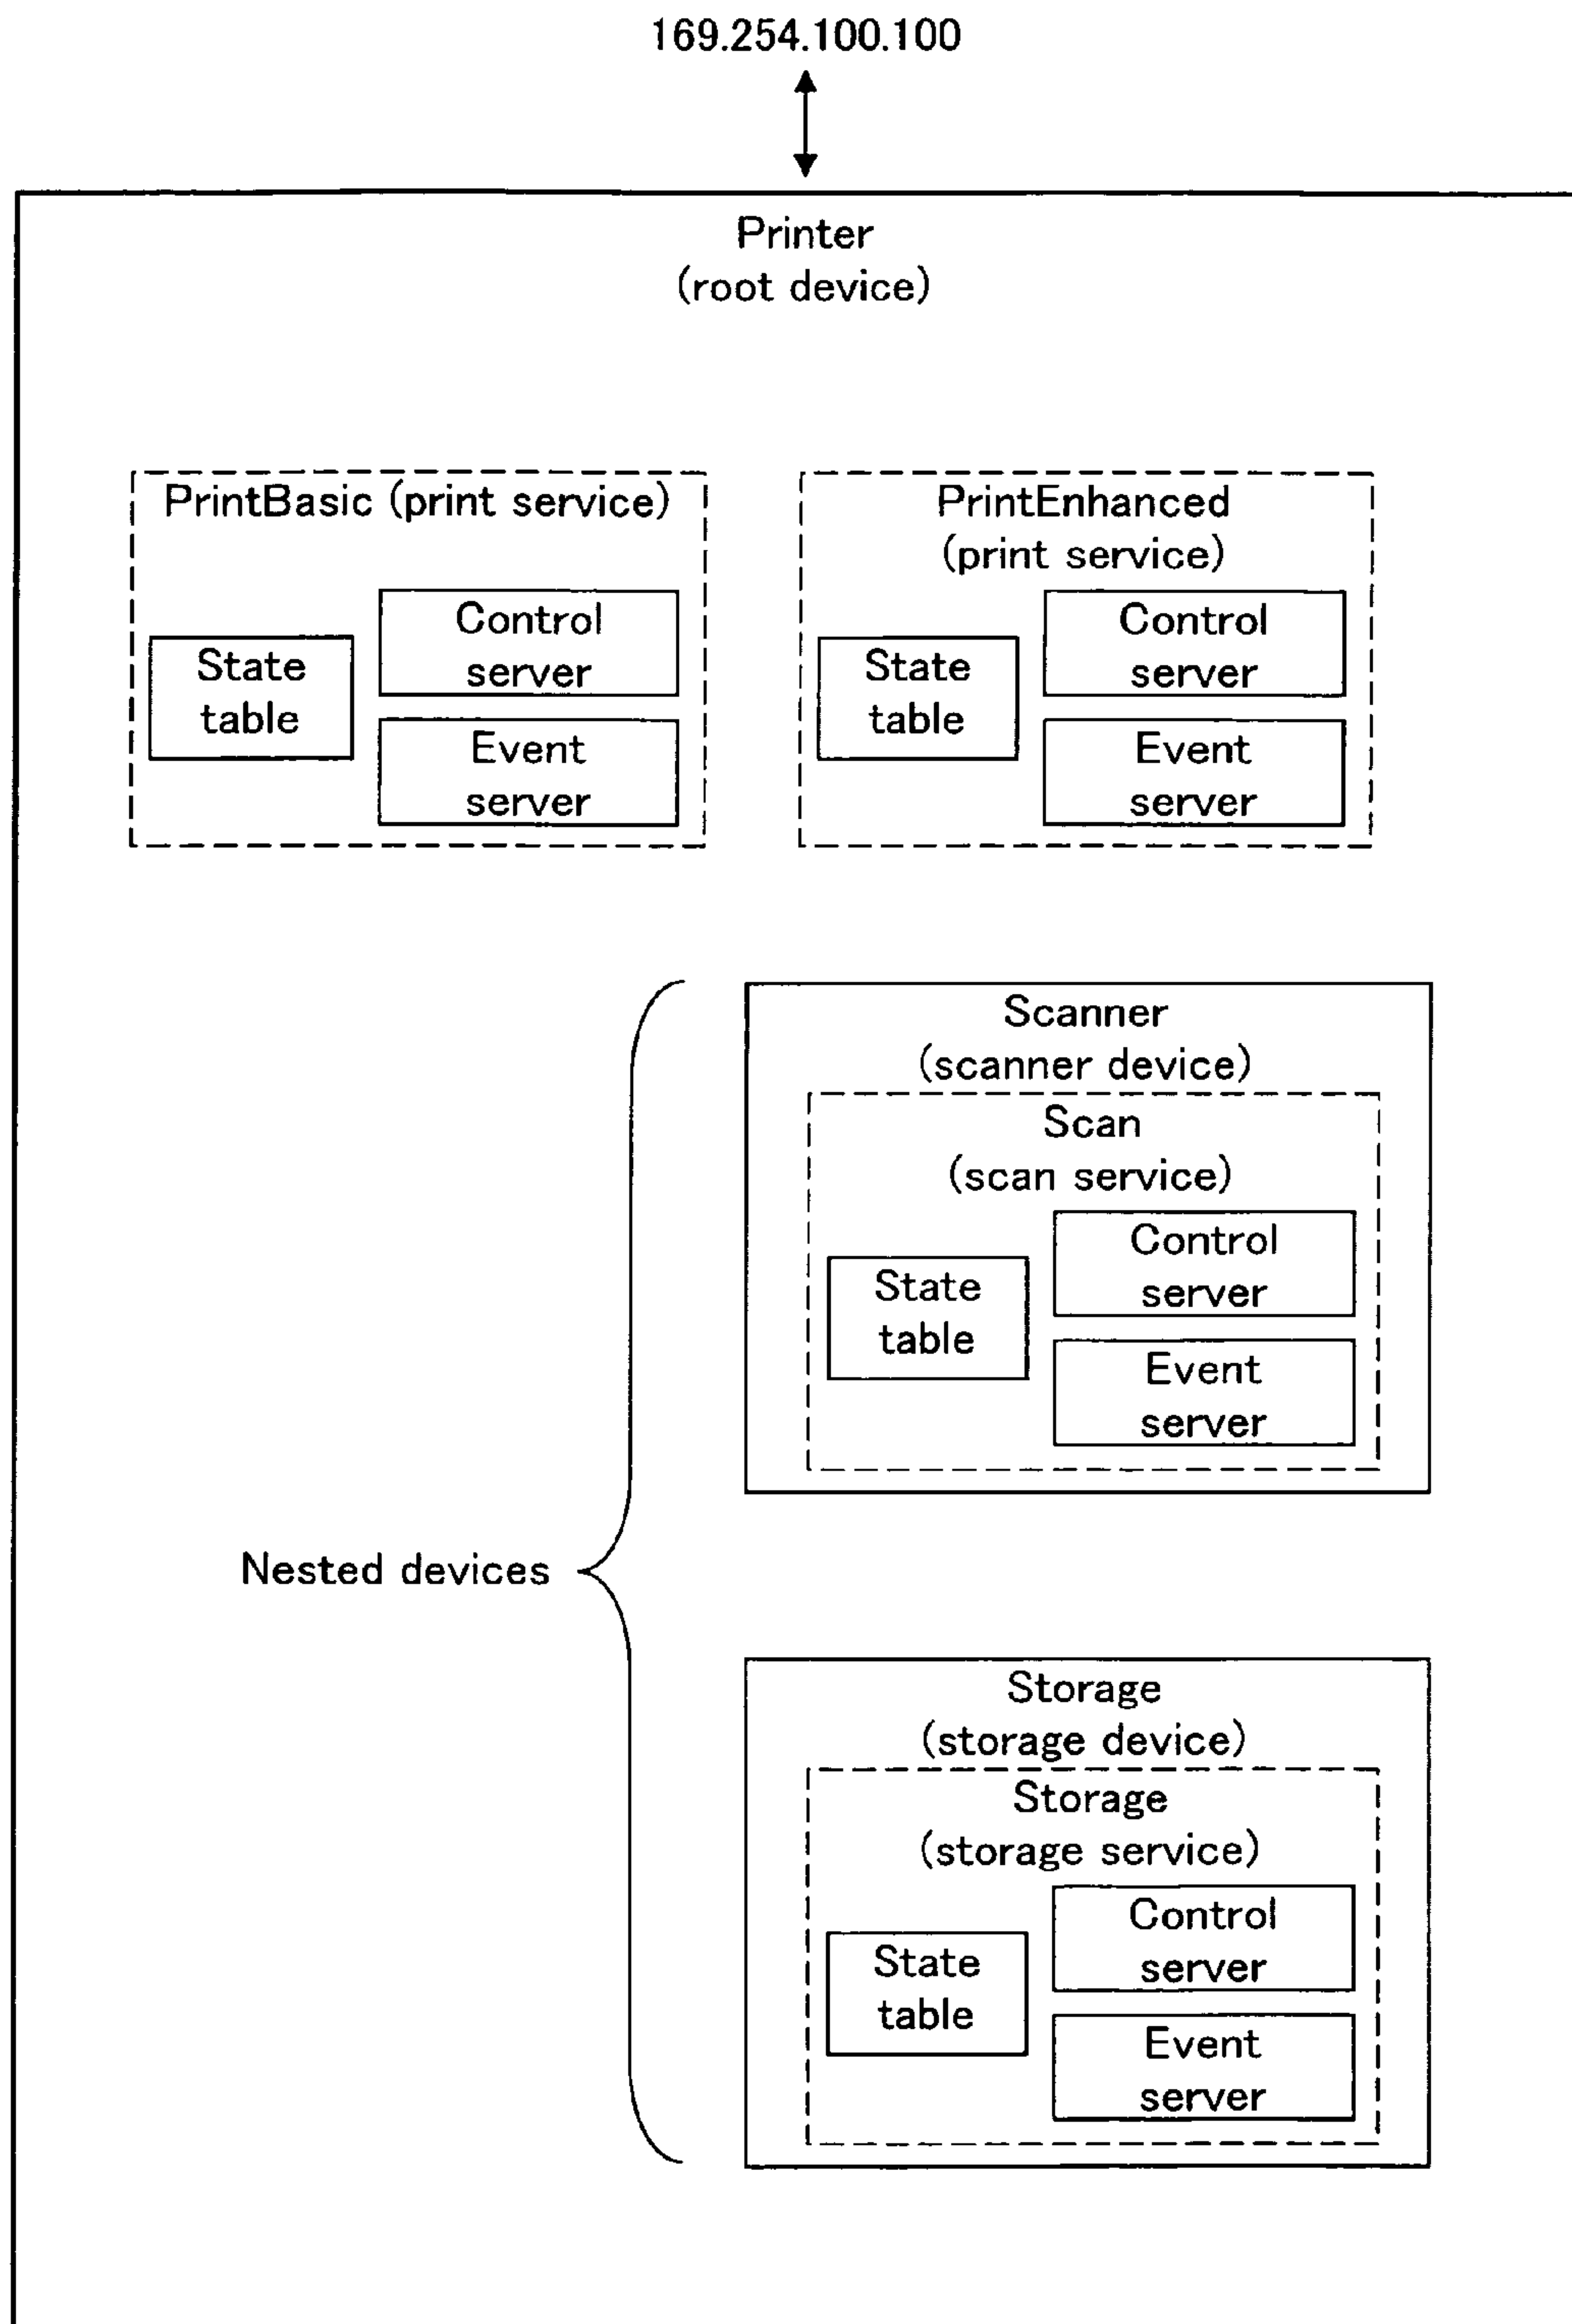 169.254.100.100
Printer
(root device)
PrintBasic (print service)
State
table
Control
server
Event
server
PrintEnhanced
(print service)
State
table
Control
server
Event
server
Nested devices
Scanner
(scanner device)
Scan
(scan service)
State
table
Control
server
Event
server
Storage
(storage device)
Storage
(storage service)
State
table
Control
server
Event
server